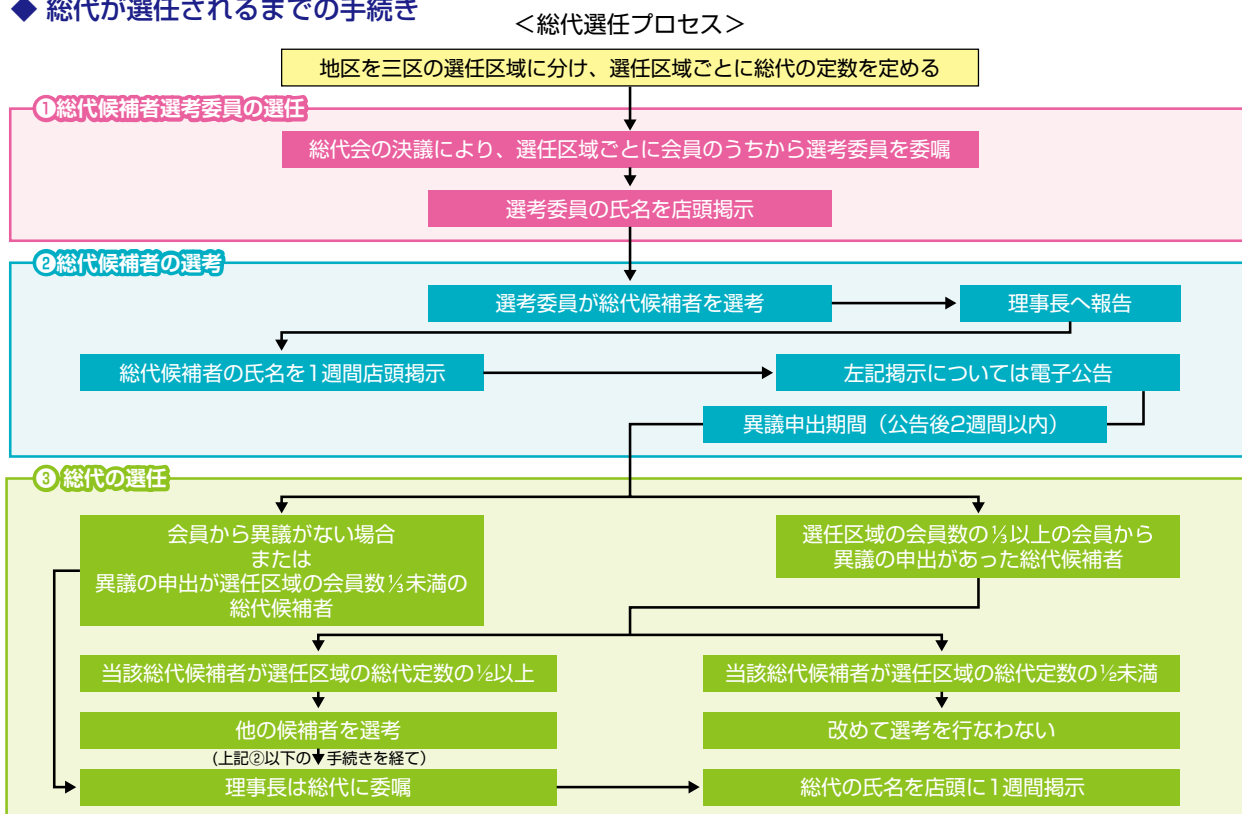 ◆ 総代が選任されるまでの手続き
＜総代選任プロセス＞
地区を三区の選任区域に分け、選任区域ごとに総代の定数を定める
①総代候補者選考委員の選任
総代会の決議により、選任区域ごとに会員のうちから選考委員を委嘱
選考委員の氏名を店頭掲示
②総代候補者の選考
選考委員が総代候補者を選考
理事長へ報告
総代候補者の氏名を1週間店頭掲示
左記掲示については電子公告
異議申出期間（公告後2週間以内）
③総代の選任
会員から異議がない場合
または
異議の申出が選任区域の会員数⅓未満の
総代候補者
選任区域の会員数の⅓以上の会員から
異議の申出があった総代候補者
当該総代候補者が選任区域の総代定数の½以上
当該総代候補者が選任区域の総代定数の½未満
他の候補者を選考
改めて選考を行なわない
(上記②以下の手続きを経て)
理事長は総代に委嘱
総代の氏名を店頭に1週間掲示